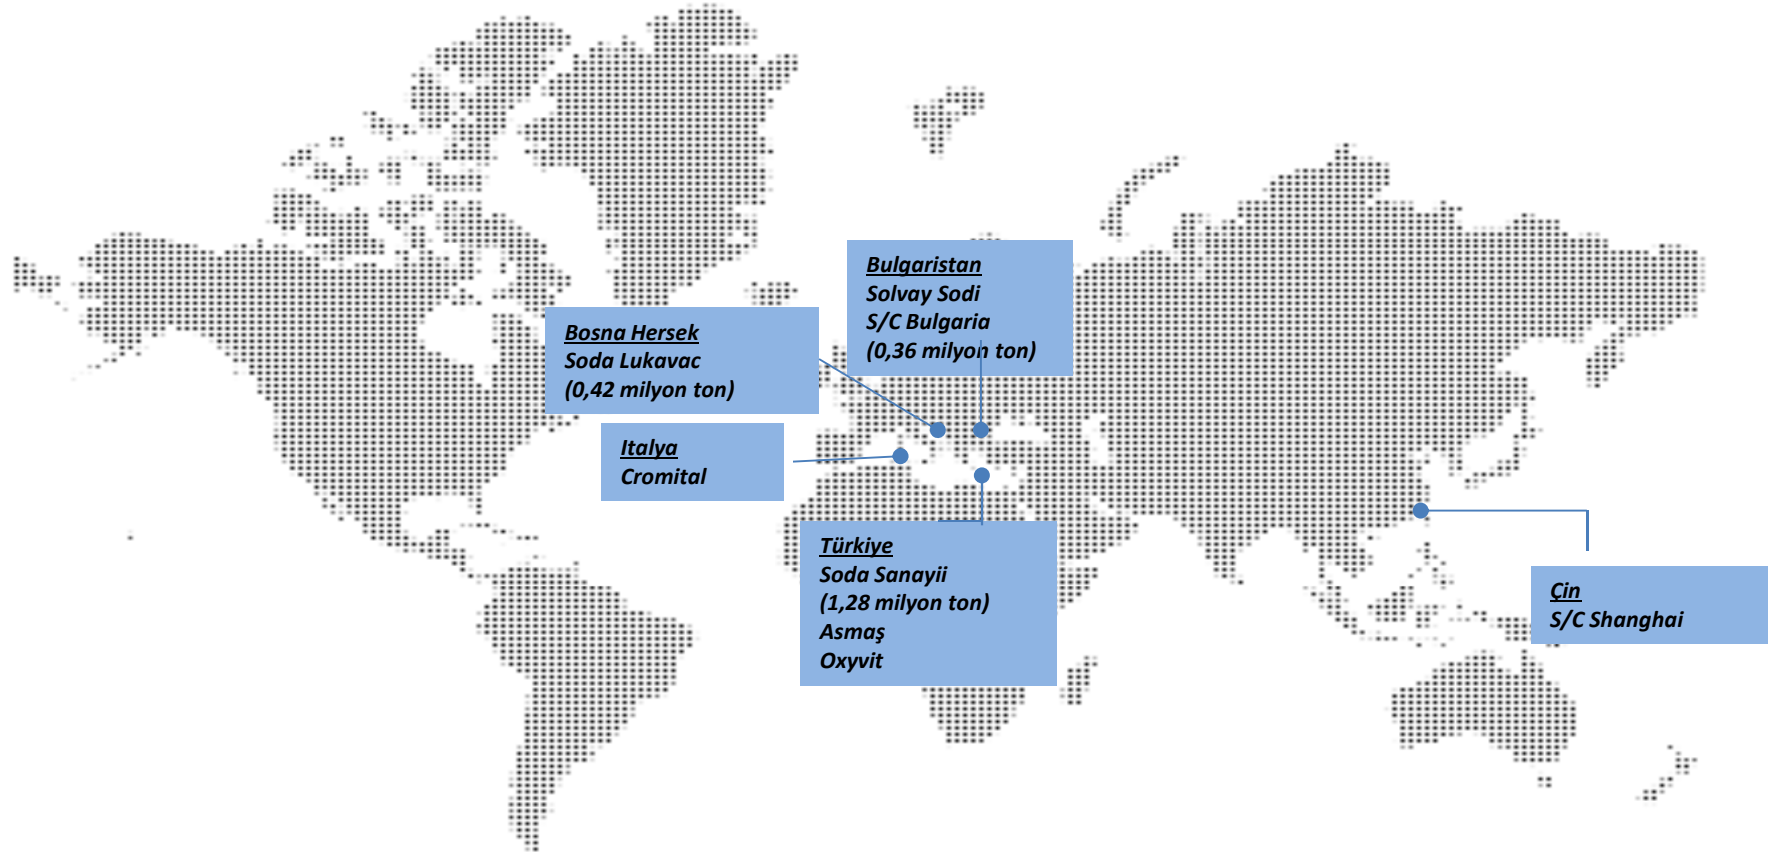 Bulgaristan
Solvay Sodi
S/C Bulgaria
(0,36 milyon ton)
Bosna Hersek
Soda Lukavac
(0,42 milyon ton)
Italya
Cromital
Türkiye
Soda Sanayii
(1,28 milyon ton)
Asmaş
Oxyvit
Çin
S/C Shanghai